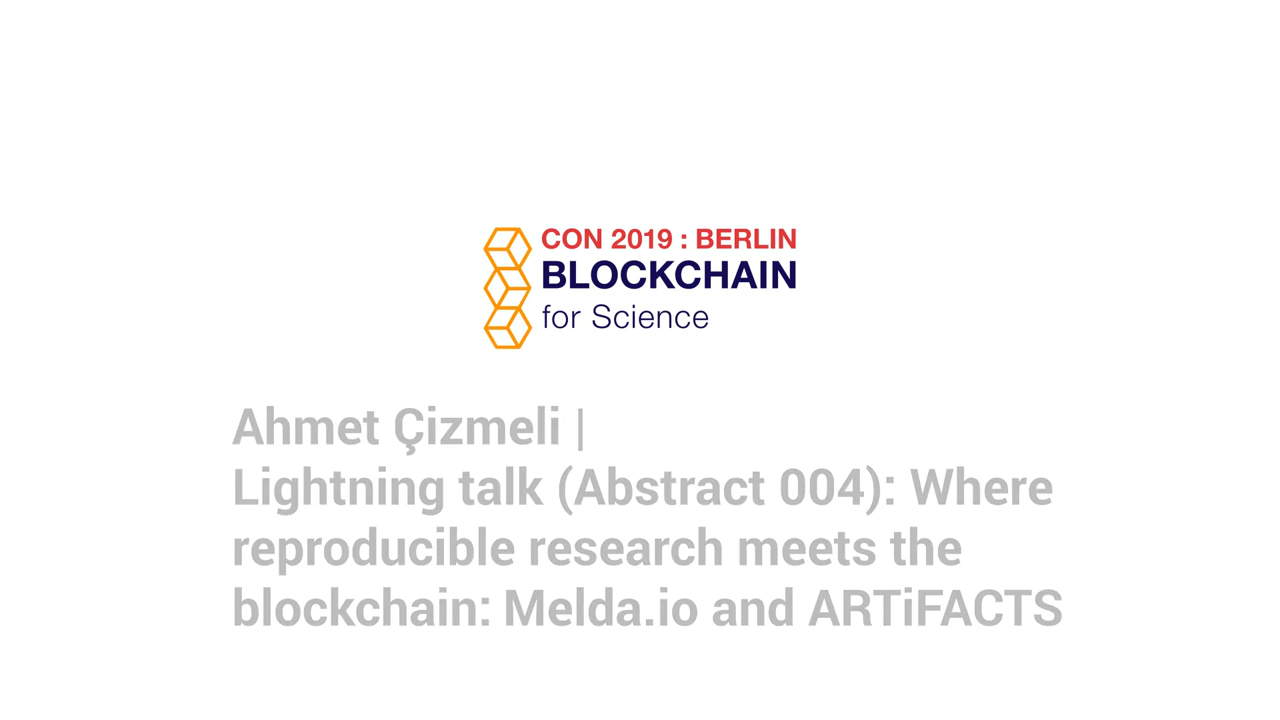 CON 2019 : BERLIN
BLOCKCHAIN
for Science
Ahmet Çizmeli |
Lightning talk (Abstract 004): Where
reproducible research meets the
blockchain: Melda.io and ARTiFACTS